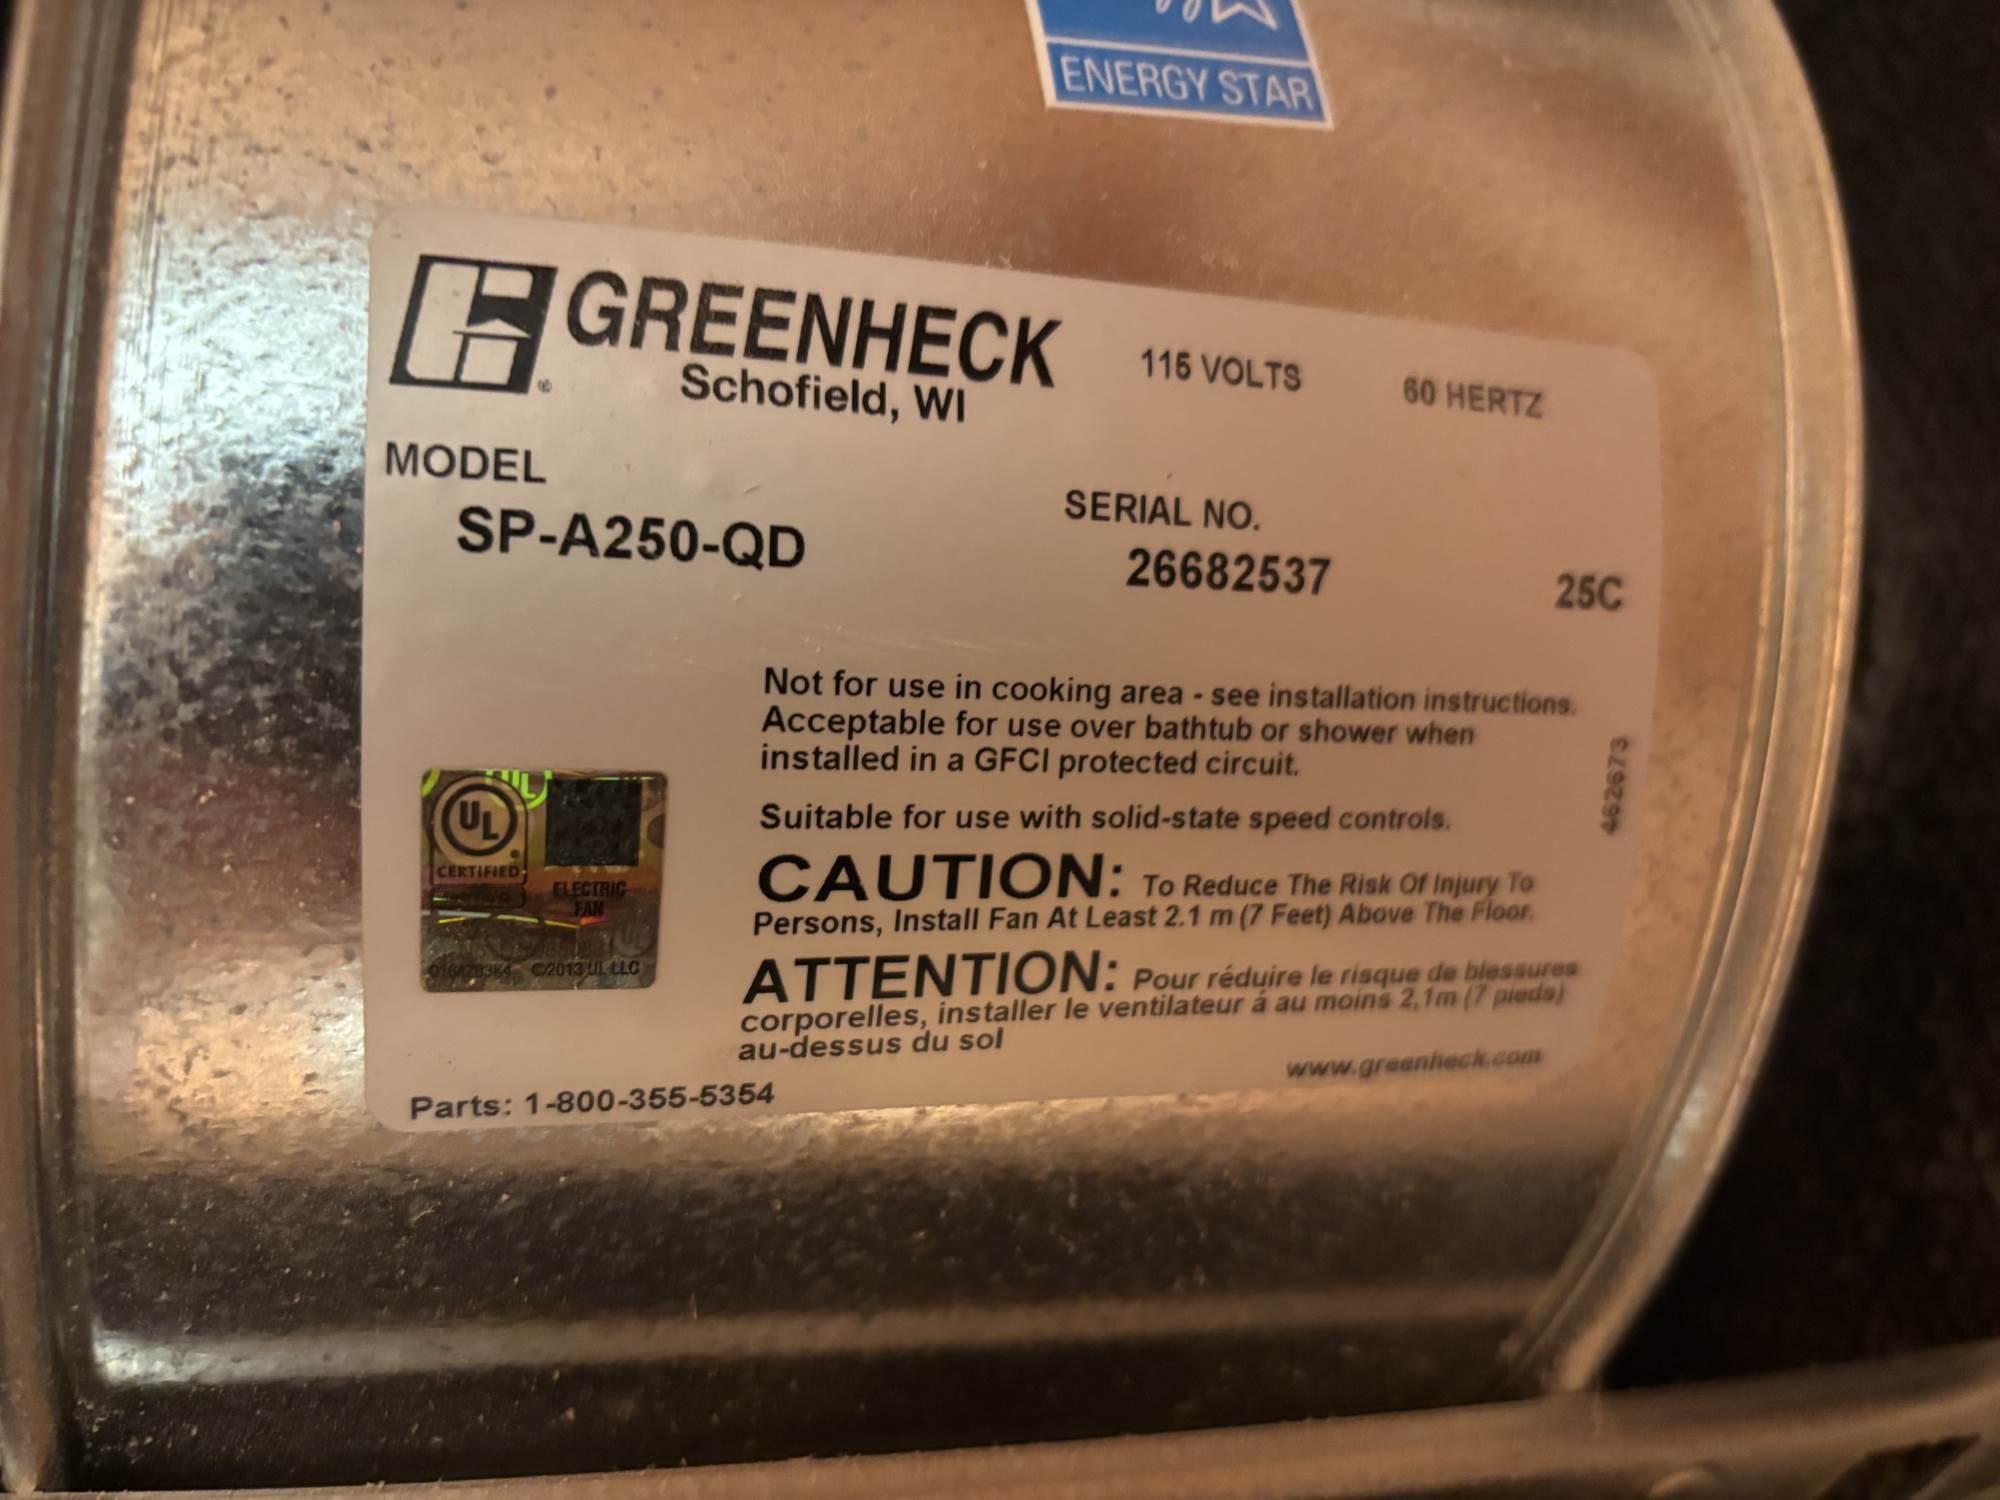 ENERGY STAR
GREENHECK
®
Schofield, WI
115 VOLTS
60 HERTZ
MODEL
SP-A250-QD
SERIAL NO.
26682537
25C
Not for use in cooking area - see installation instructions.
Acceptable for use over bathtub or shower when
installed in a GFCI protected circuit.
Suitable for use with solid-state speed controls.
462673
CAUTION: To Reduce The Risk Of Injury To
Persons, Install Fan At Least 2.1 m (7 Feet) Above The Floor.
ATTENTION: Pour réduire le risque de blessures
corporelles, installer le ventilateur á au moins 2,1m (7 pieds)
au-dessus du sol
www.greenheck.com
UL
CERTIFIED
ELECTRIC
FAN
©2013 UL LLC
Parts: 1-800-355-5354